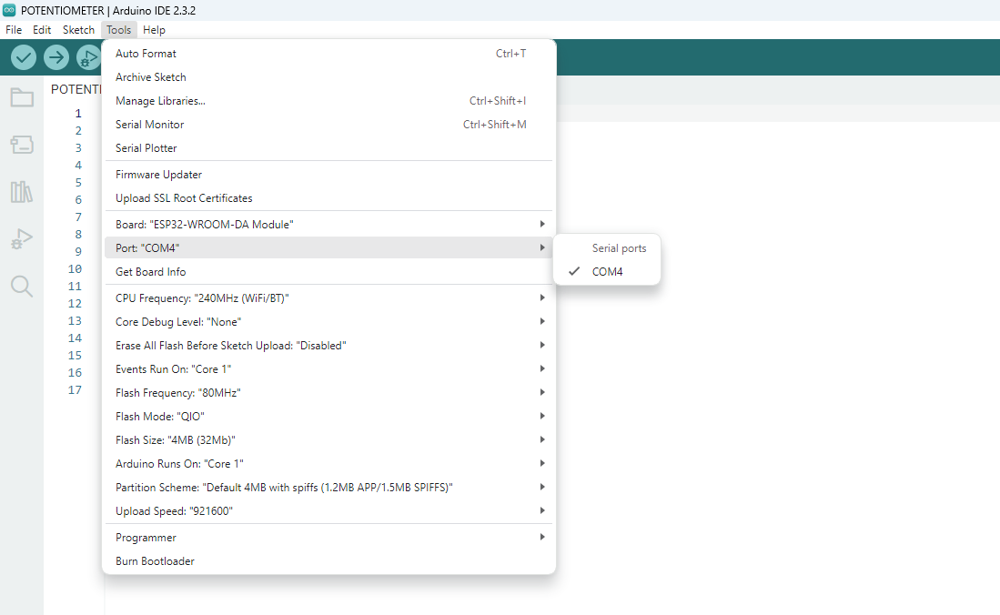 POTENTIOMETER | Arduino IDE 2.3.2
File Edit Sketch Tools Help
POTENTI
1
2
3
4
5
6
7
8
9
10
11
12
13
14
15
16
17
Auto Format Ctrl+T
Archive Sketch
Manage Libraries... Ctrl+Shift+I
Serial Monitor Ctrl+Shift+M
Serial Plotter
Firmware Updater
Upload SSL Root Certificates
Board: "ESP32-WROOM-DA Module"
Port: "COM4"
Get Board Info
CPU Frequency: "240MHz (WiFi/BT)"
Core Debug Level: "None"
Erase All Flash Before Sketch Upload: "Disabled"
Events Run On: "Core 1"
Flash Frequency: "80MHz"
Flash Mode: "QIO"
Flash Size: "4MB (32Mb)"
Arduino Runs On: "Core 1"
Partition Scheme: "Default 4MB with spiffs (1.2MB APP/1.5MB SPIFFS)"
Upload Speed: "921600"
Programmer
Burn Bootloader
Serial ports
COM4